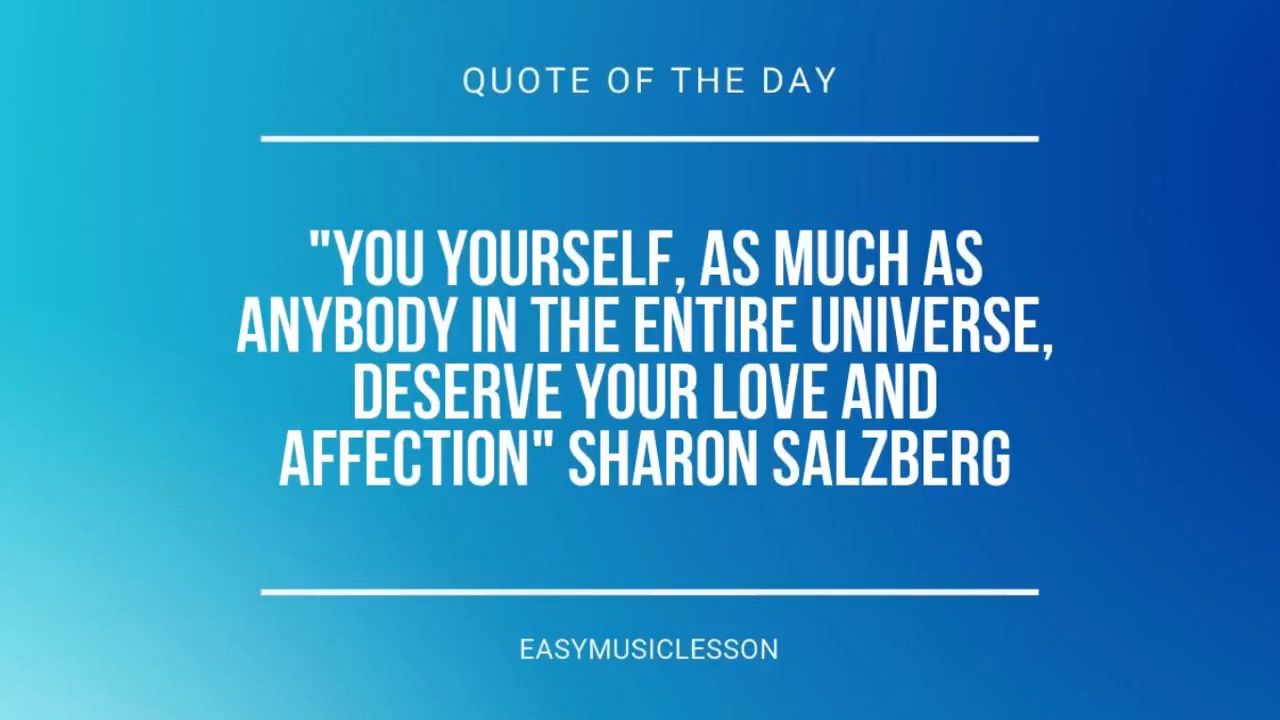 QUOTE OF THE DAY
"YOU YOURSELF, AS MUCH AS
ANYBODY IN THE ENTIRE UNIVERSE,
DESERVE YOUR LOVE AND
AFFECTION" SHARON SALZBERG
EASYMUSICLESSON